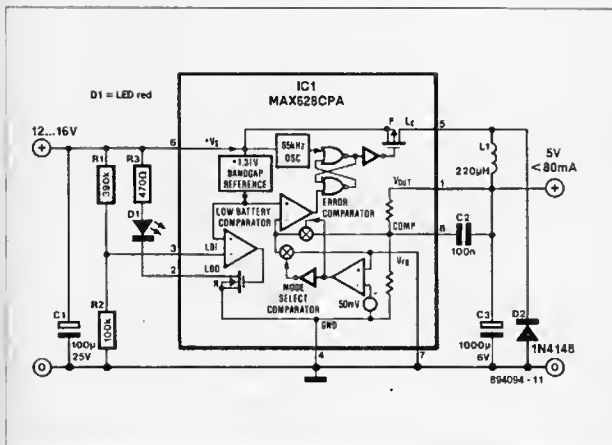 IC1
MAX628CPA
D1 = LED red
12...16V
6
+VS
65kHz
OSC
P
LC
5
R1
390k
R3
470Ω
1.31V
BANDGAP
REFERENCE
L1
220µH
5V
<80mA
VOUT
1
D1
LOW BATTERY
COMPARATOR
ERROR
COMPARATOR
COMP
8
C2
100n
3
LBI
2
LBO
N
VFB
MODE
SELECT
COMPARATOR
50mV
R2
100k
C1
100µ
25V
GND
4
7
C3
1000µ
6V
D2
1N4148
894094 - 11